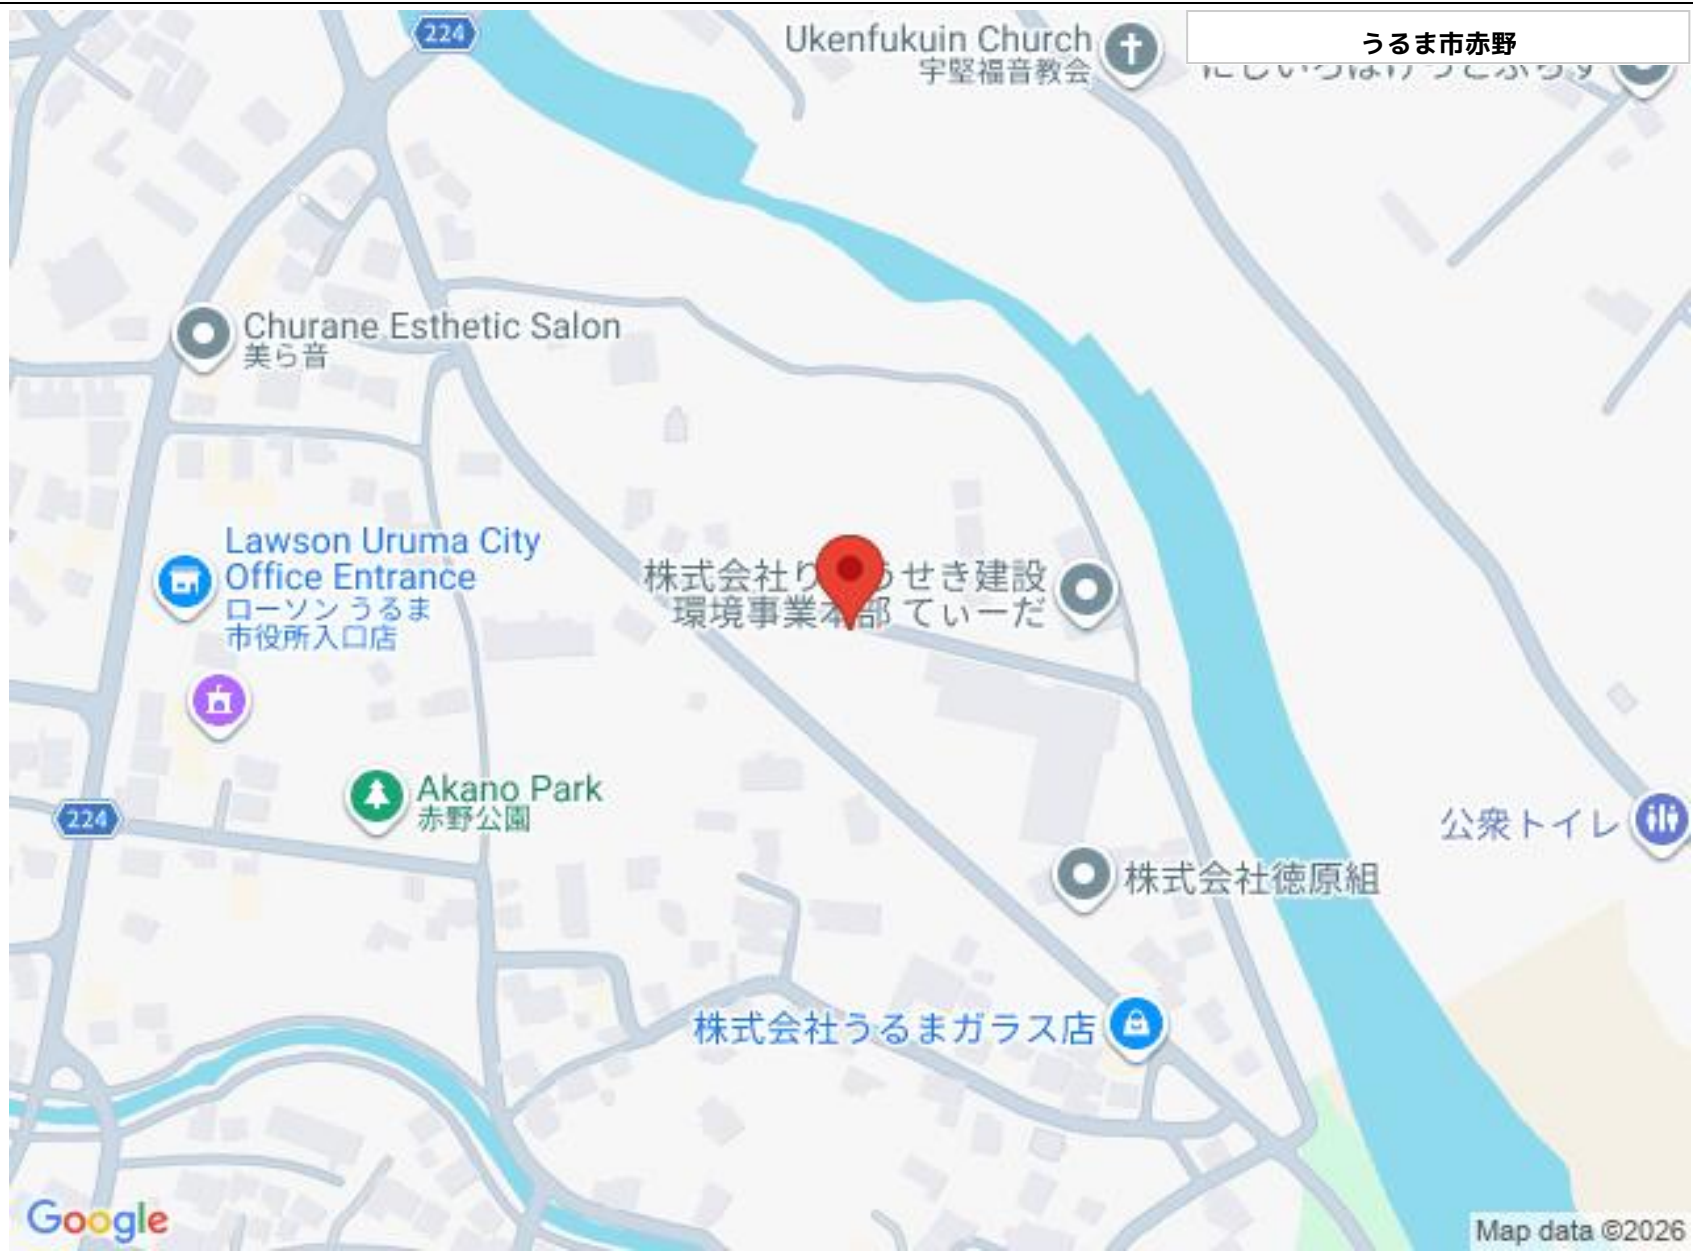 224
Ukenfukuin Church
宇堅福音教会
うるま市赤野
Churane Esthetic Salon
美ら音
Lawson Uruma City
Office Entrance
ローソン うるま
市役所入口店
株式会社り
うせき建設
環境事業本部 てぃーだ
Akano Park
赤野公園
224
公衆トイレ
株式会社徳原組
株式会社うるまガラス店
Google
Map data ©2026